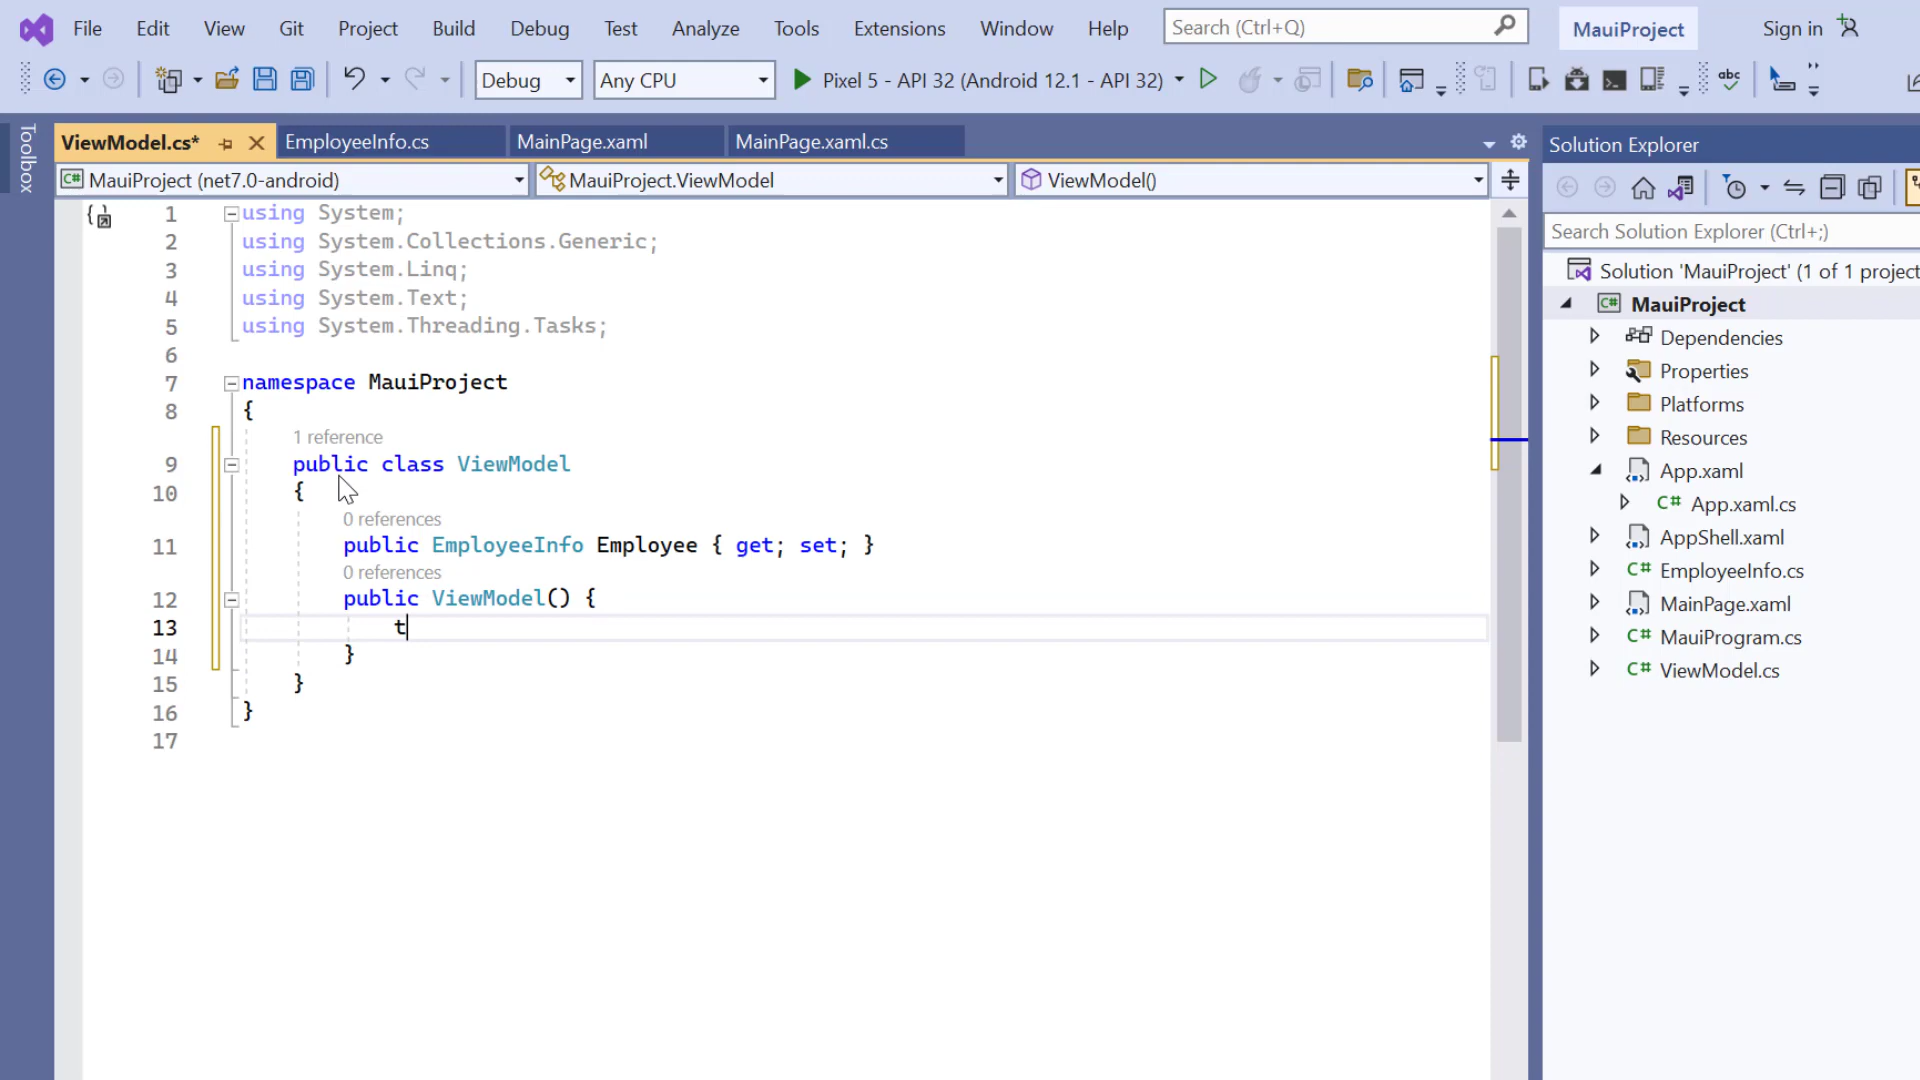 File Edit View Git Project Build Debug Test Analyze Tools Extensions Window Help Search (Ctrl+Q) MauiProject Sign in
Debug Any CPU Pixel 5 - API 32 (Android 12.1 - API 32) abc
Toolbox
ViewModel.cs* EmployeeInfo.cs MainPage.xaml MainPage.xaml.cs
C# MauiProject (net7.0-android) MauiProject.ViewModel ViewModel()
1 using System;
2 using System.Collections.Generic;
3 using System.Linq;
4 using System.Text;
5 using System.Threading.Tasks;
6
7 namespace MauiProject
8 {
1 reference
9 public class ViewModel
10 {
0 references
11 public EmployeeInfo Employee { get; set; }
0 references
12 public ViewModel() {
13 t
14 }
15 }
16 }
17
Solution Explorer
Search Solution Explorer (Ctrl+;)
Solution 'MauiProject' (1 of 1 project
C# MauiProject
Dependencies
Properties
Platforms
Resources
App.xaml
C# App.xaml.cs
AppShell.xaml
C# EmployeeInfo.cs
MainPage.xaml
C# MauiProgram.cs
C# ViewModel.cs